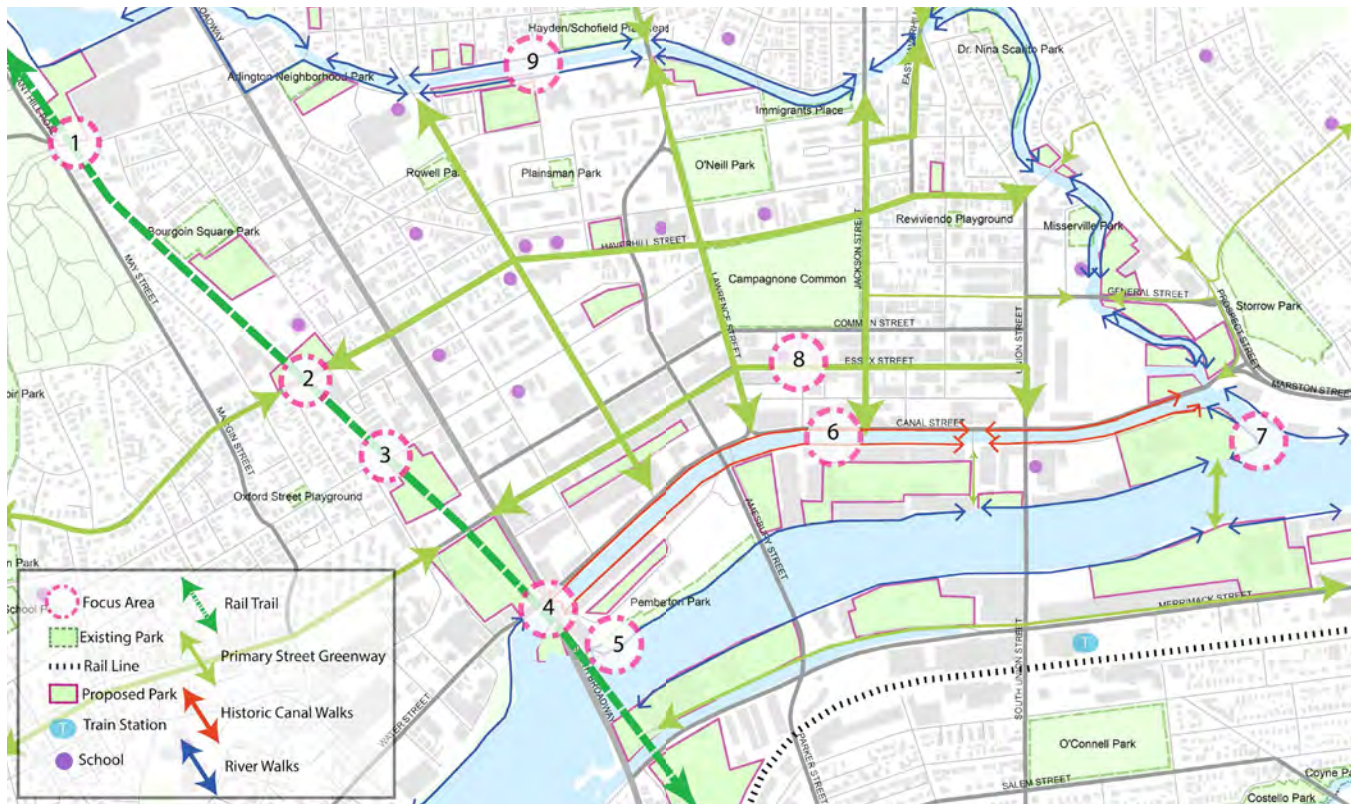 Hayden/Schofield
Dr. Nina Scarito Park
9
Arlington Neighborhood Park
Immigrants Place
1
O'Neill Park
Rowell Park
Plainsman Park
Reviviendo Playground
Misserville Park
Bourgoin Square Park
HAVERHILL STREET
JACKSON STREET
MAY STREET
LAWRENCE STREET
Campagnone Common
GENERAL STREET
PROSPECT STREET
Storrow Park
COMMON STREET
UNION STREET
8
ESSEX STREET
2
MARSTON STREET
MARGIN STREET
CANAL STREET
6
7
3
Oxford Street Playground
AMESBURY STREET
4
Pemberton Park
5
MERRIMACK STREET
T
SOUTH BROADWAY
WATER STREET
SOUTH UNION STREET
PARKER STREET
O'Connell Park
SALEM STREET
Coyne Park
Costello Park
Focus Area
Rail Trail
Existing Park
Primary Street Greenway
Rail Line
Proposed Park
Historic Canal Walks
T
Train Station
School
River Walks